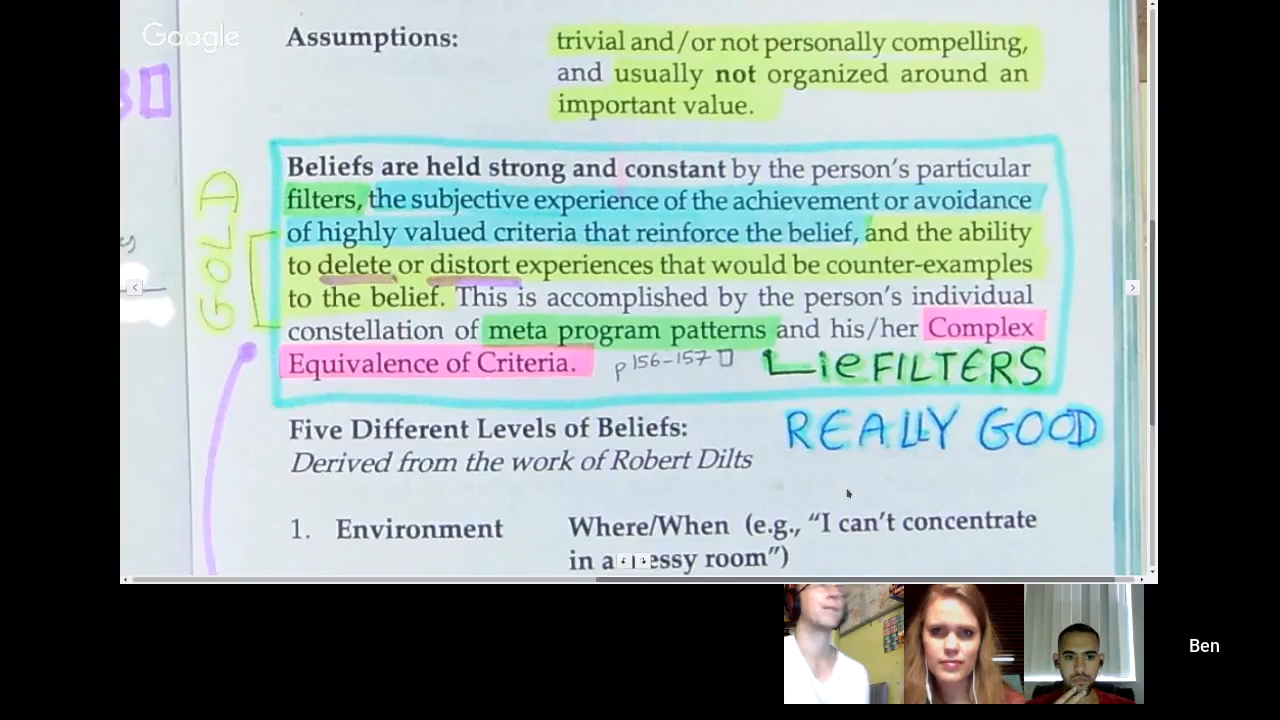 Google
Assumptions:
trivial and/or not personally compelling,
and usually not organized around an
important value.
GOLD
Beliefs are held strong and constant by the person's particular
filters, the subjective experience of the achievement or avoidance
of highly valued criteria that reinforce the belief, and the ability
to delete or distort experiences that would be counter-examples
to the belief. This is accomplished by the person's individual
constellation of meta program patterns and his/her Complex
Equivalence of Criteria. p156-157 LieFILTERS
REALLY GOOD
Five Different Levels of Beliefs:
Derived from the work of Robert Dilts
1. Environment Where/When (e.g., "I can't concentrate
in a messy room")
Ben